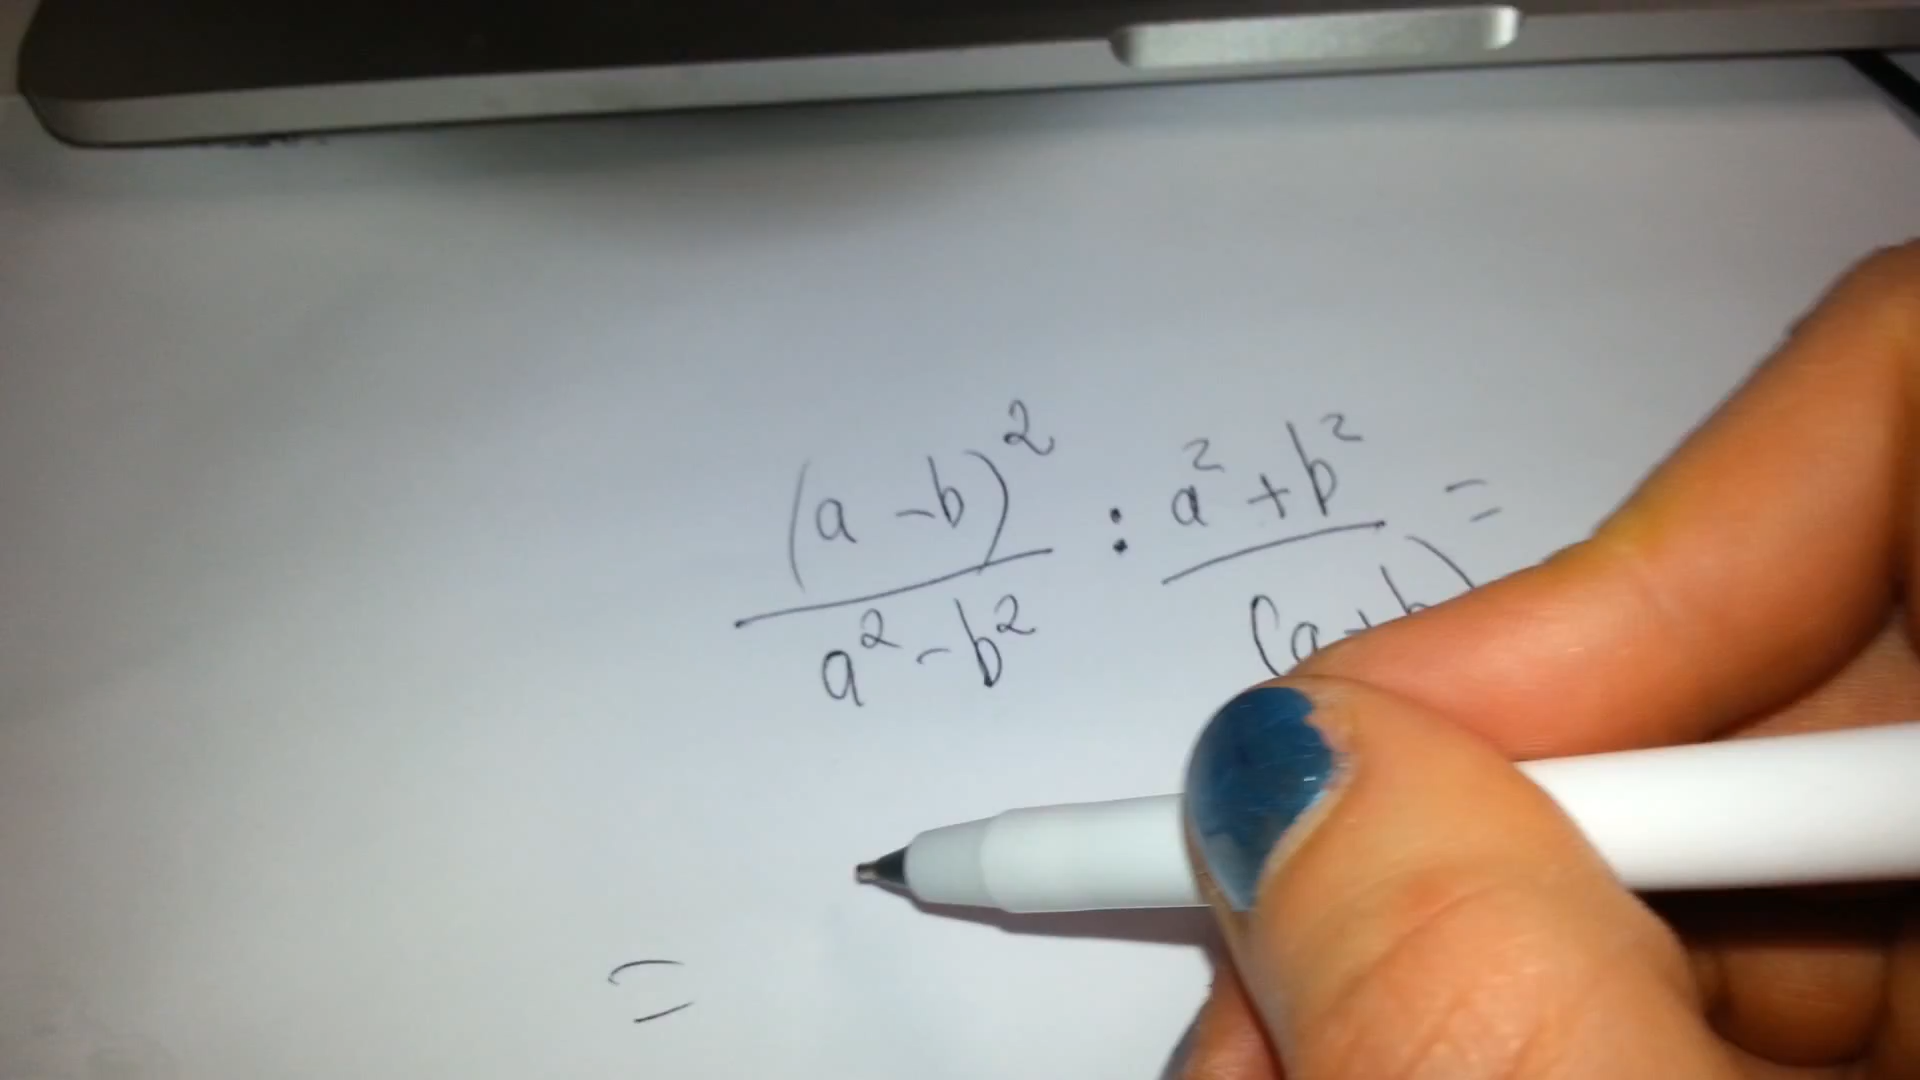 (a-b)² / a²-b² : a²+b² / (a+b) =
=